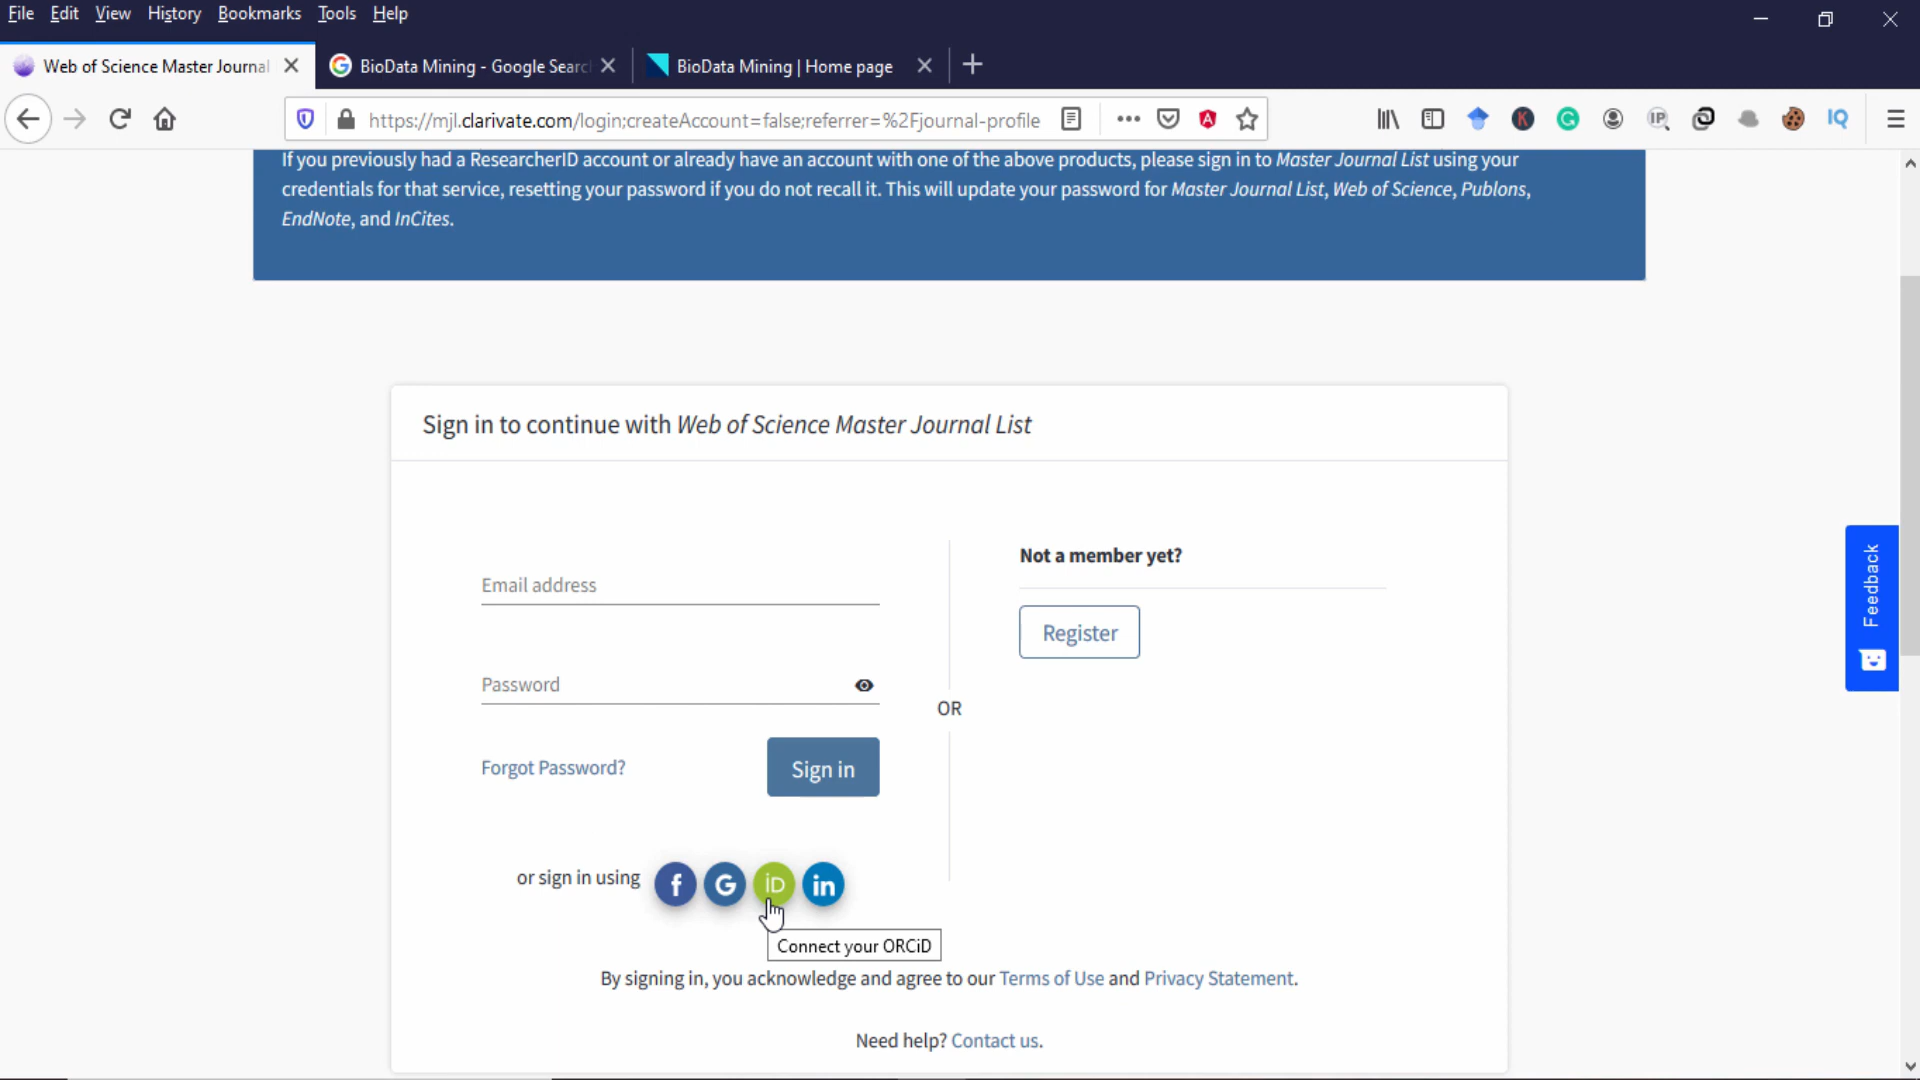 File Edit View History Bookmarks Tools Help
Web of Science Master Journal
BioData Mining - Google Searc
BioData Mining | Home page
https://mjl.clarivate.com/login;createAccount=false;referrer=%2Fjournal-profile
IP
IQ
If you previously had a ResearcherID account or already have an account with one of the above products, please sign in to Master Journal List using your
credentials for that service, resetting your password if you do not recall it. This will update your password for Master Journal List, Web of Science, Publons,
EndNote, and InCites.
Sign in to continue with Web of Science Master Journal List
Email address
Password
Forgot Password?
Sign in
or sign in using
f G iD in
Connect your ORCiD
OR
Not a member yet?
Register
By signing in, you acknowledge and agree to our Terms of Use and Privacy Statement.
Need help? Contact us.
Feedback